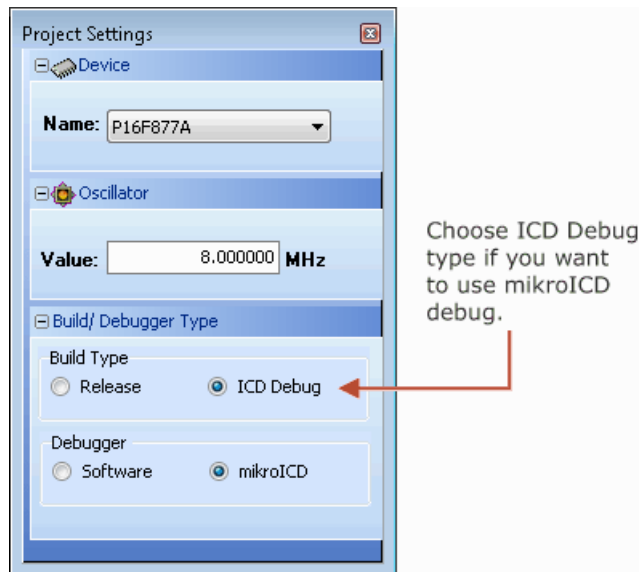 Project Settings
Device
Name: P16F877A
Oscillator
Value: 8.000000 MHz
Build/ Debugger Type
Build Type
Release ICD Debug
Debugger
Software mikroICD
Choose ICD Debug
type if you want
to use mikroICD
debug.